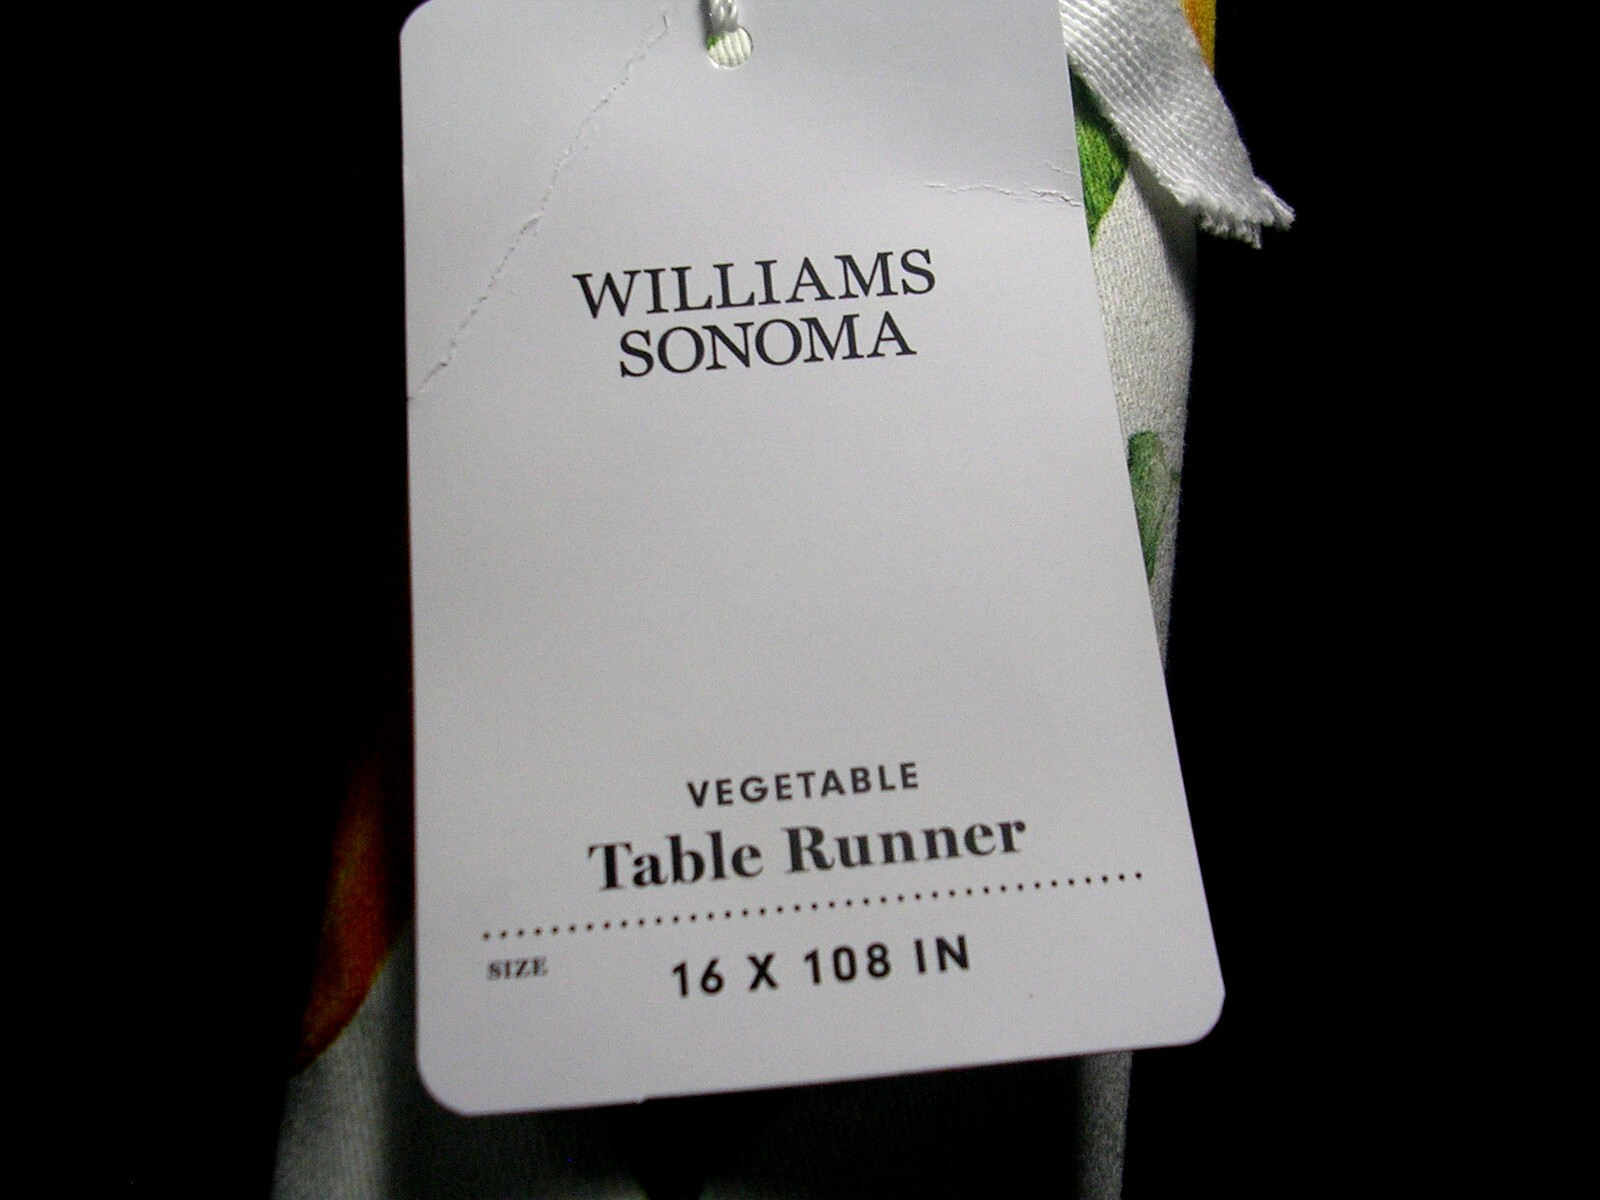 WILLIAMS
SONOMA
VEGETABLE
Table Runner
SIZE 16 X 108 IN